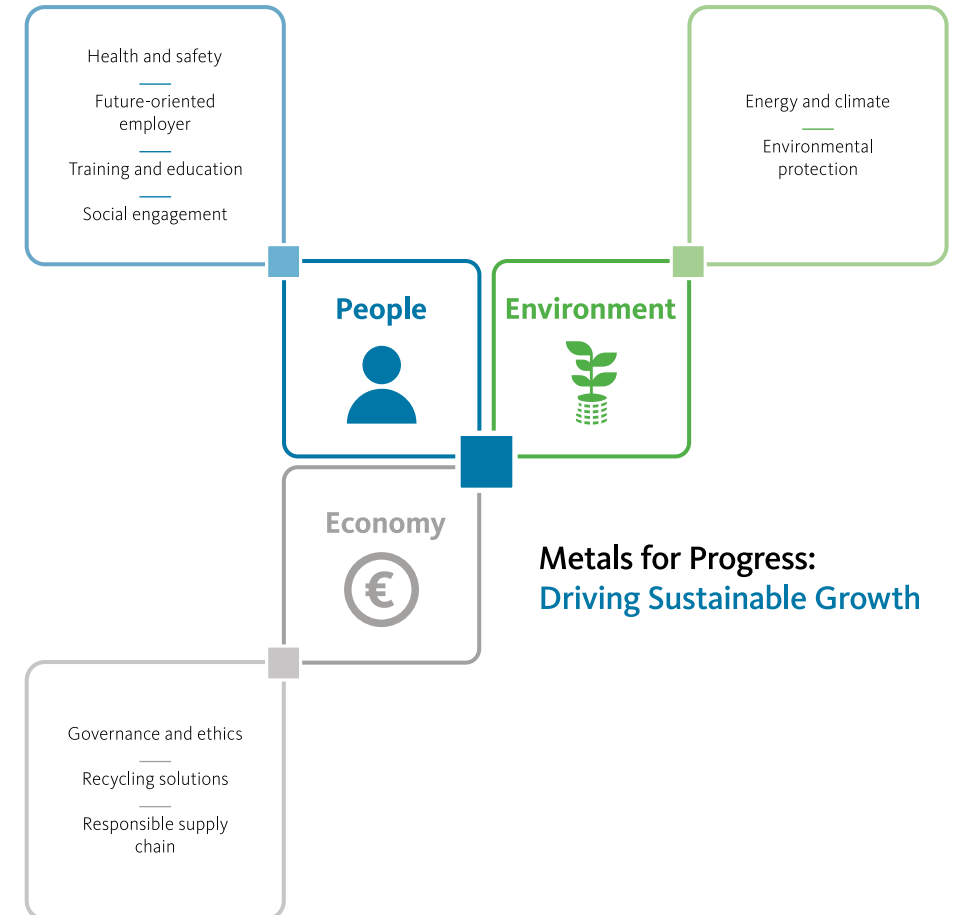 Health and safety
Future-oriented
employer
Training and education
Social engagement
Energy and climate
Environmental
protection
People
Environment
Economy
€
Metals for Progress:
Driving Sustainable Growth
Governance and ethics
Recycling solutions
Responsible supply
chain